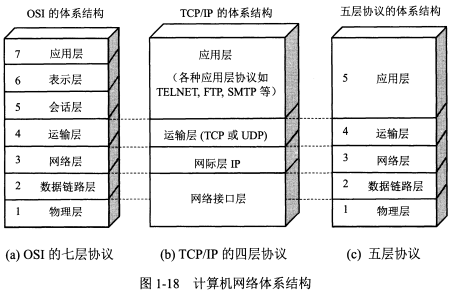 OSI 的体系结构
TCP/IP 的体系结构
五层协议的体系结构
7 应用层
6 表示层
5 会话层
4 运输层
3 网络层
2 数据链路层
1 物理层
应用层
(各种应用层协议如
TELNET, FTP, SMTP 等)
运输层 (TCP 或 UDP)
网际层 IP
网络接口层
5 应用层
4 运输层
3 网络层
2 数据链路层
1 物理层
(a) OSI 的七层协议
(b) TCP/IP 的四层协议
(c) 五层协议
图 1-18 计算机网络体系结构